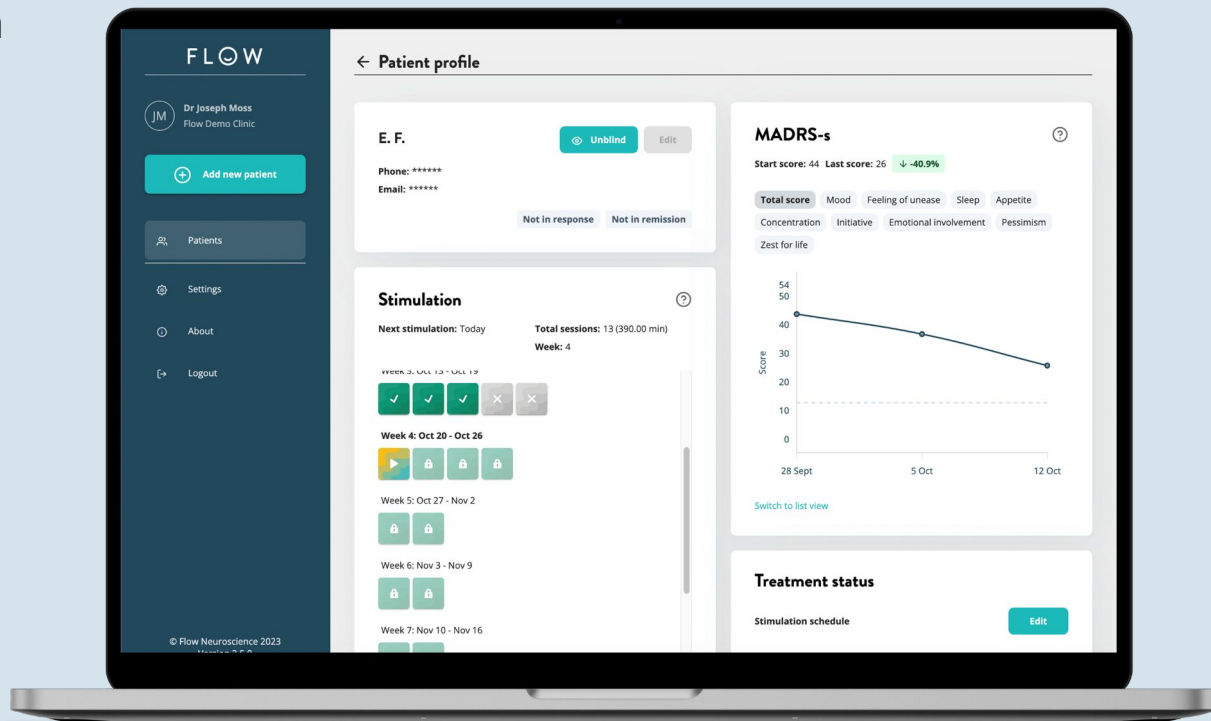 FLOW
JM
Dr Joseph Moss
Flow Demo Clinic
Add new patient
Patients
Settings
About
Logout
© Flow Neuroscience 2023
← Patient profile
E. F.
Unblind
Edit
Phone: ******
Email: ******
Not in response Not in remission
Stimulation
?
Next stimulation: Today
Total sessions: 13 (390.00 min)
Week: 4
Week 3: Oct 13 - Oct 19
Week 4: Oct 20 - Oct 26
Week 5: Oct 27 - Nov 2
Week 6: Nov 3 - Nov 9
Week 7: Nov 10 - Nov 16
MADRS-s
?
Start score: 44 Last score: 26 ↓ -40.9%
Total score Mood Feeling of unease Sleep Appetite
Concentration Initiative Emotional involvement Pessimism
Zest for life
54
50
40
30
20
10
0
Score
28 Sept 5 Oct 12 Oct
Switch to list view
Treatment status
Stimulation schedule
Edit